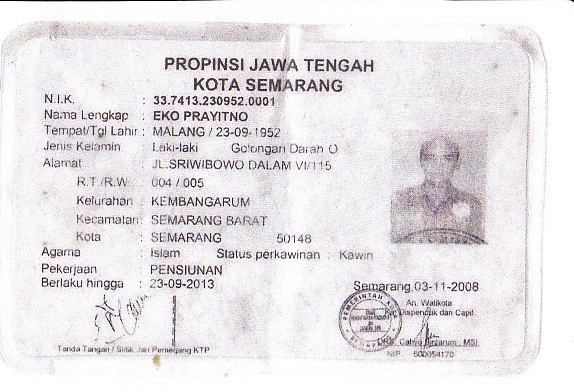 PROPINSI JAWA TENGAH
KOTA SEMARANG
N.I.K. : 33.7413.230952.0001
Nama Lengkap : EKO PRAYITNO
Tempat/Tgl Lahir : MALANG / 23-09-1952
Jenis Kelamin : Laki-laki Golongan Darah O
Alamat : JL.SRIWIBOWO DALAM VI/115
R.T./R.W. 004 / 005
Kelurahan : KEMBANGARUM
Kecamatan : SEMARANG BARAT
Kota : SEMARANG 50148
Agama : Islam Status perkawinan : Kawin
Pekerjaan : PENSIUNAN
Berlaku hingga : 23-09-2013 Semarang,03-11-2008
An. Walikota
Dispenduk dan Capil
PEMERINTAH KOTA
Tanda Tangan / Sidik Jari Pemegang KTP
NIP